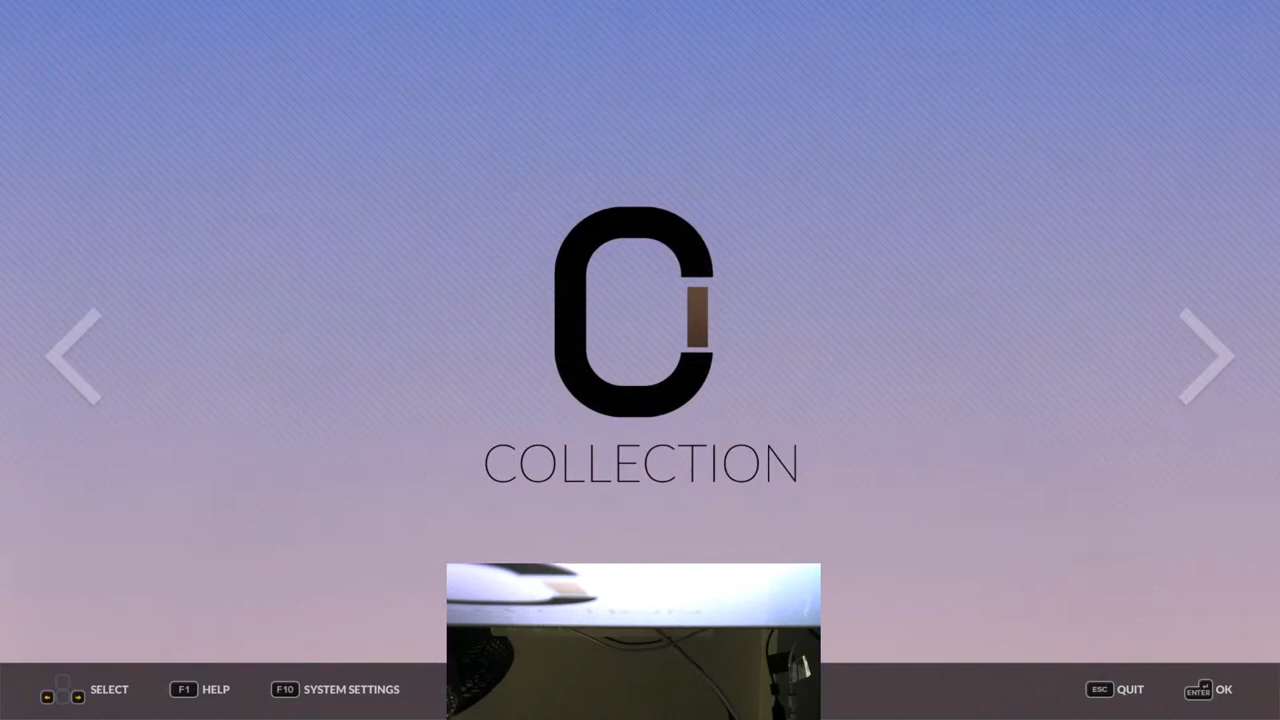 COLLECTION
SELECT
F1 HELP
F10 SYSTEM SETTINGS
ESC QUIT
ENTER OK